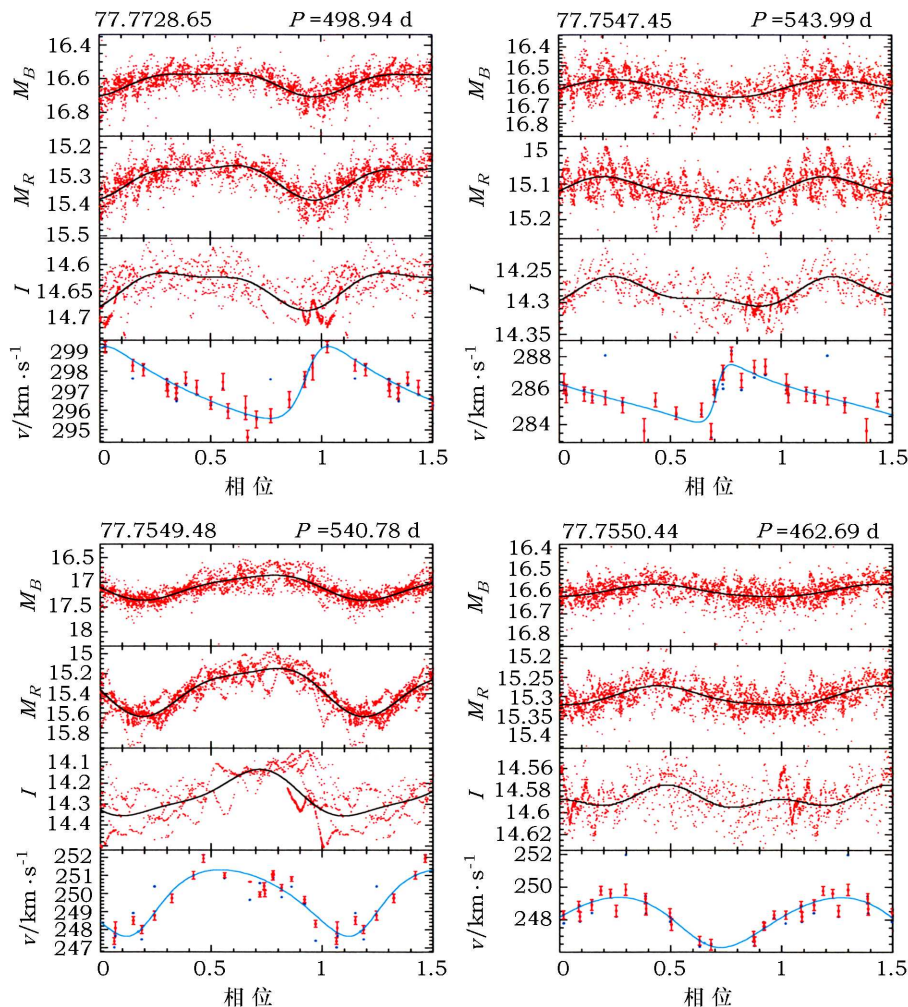 77.7728.65 P=498.94 d
16.4
16.6
16.8
M_B
15.2
15.3
15.4
15.5
M_R
14.6
14.65
14.7
I
299
298
297
296
295
v/km·s⁻¹
0 0.5 1 1.5
相位
77.7547.45 P=543.99 d
16.4
16.5
16.6
16.7
16.8
M_B
15
15.1
15.2
M_R
14.25
14.3
14.35
I
288
286
284
v/km·s⁻¹
0 0.5 1 1.5
相位
77.7549.48 P=540.78 d
16.5
17
17.5
18
M_B
15
15.2
15.4
15.6
15.8
M_R
14.1
14.2
14.3
14.4
I
252
251
250
249
248
247
v/km·s⁻¹
0 0.5 1 1.5
相位
77.7550.44 P=462.69 d
16.4
16.5
16.6
16.7
16.8
M_B
15.2
15.25
15.3
15.35
15.4
M_R
14.56
14.58
14.6
14.62
I
252
250
248
v/km·s⁻¹
0 0.5 1 1.5
相位